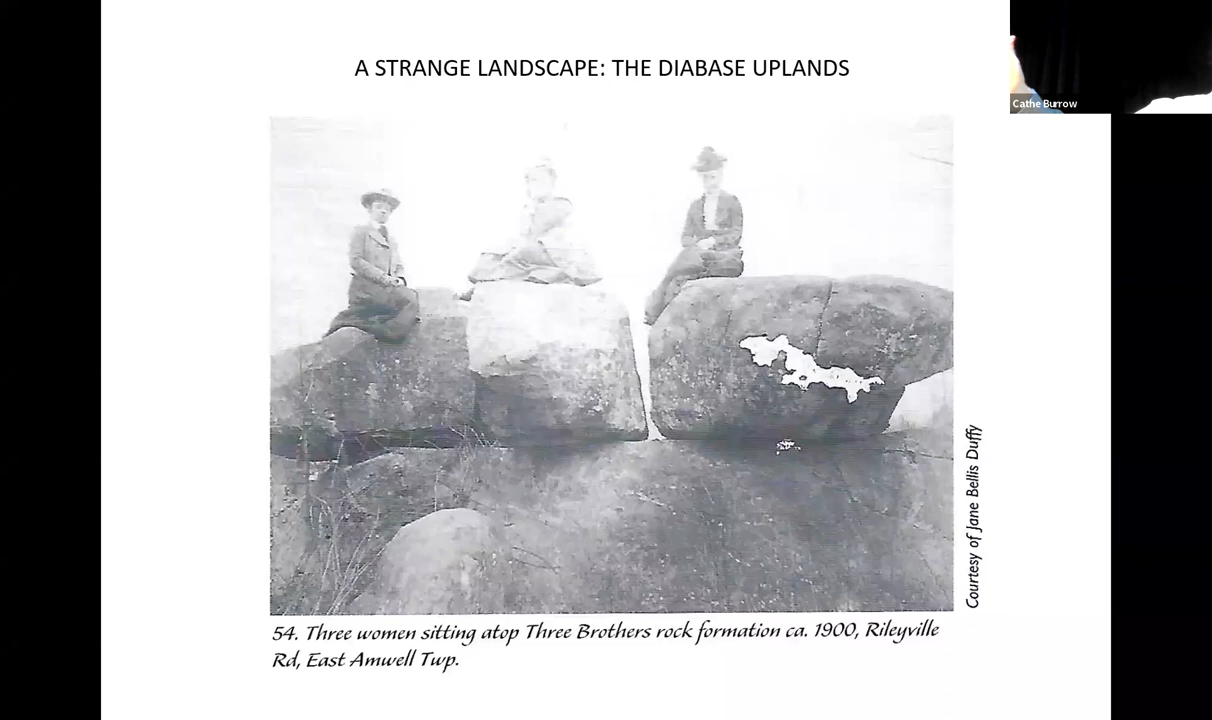 A STRANGE LANDSCAPE: THE DIABASE UPLANDS
Cathe Burrow
Courtesy of Jane Bellis Duffy
54. Three women sitting atop Three Brothers rock formation ca. 1900, Rileyville
Rd, East Amwell Twp.